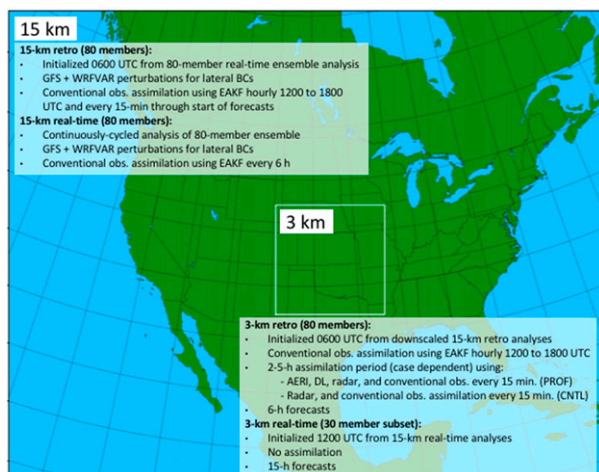 15 km
15-km retro (80 members):
· Initialized 0600 UTC from 80-member real-time ensemble analysis
· GFS + WRFVAR perturbations for lateral BCs
· Conventional obs. assimilation using EAKF hourly 1200 to 1800
UTC and every 15-min through start of forecasts
15-km real-time (80 members):
· Continuously-cycled analysis of 80-member ensemble
· GFS + WRFVAR perturbations for lateral BCs
· Conventional obs. assimilation using EAKF every 6 h
3 km
3-km retro (80 members):
· Initialized 0600 UTC from downscaled 15-km retro analyses
· Conventional obs. assimilation using EAKF hourly 1200 to 1800 UTC
· 2-5-h assimilation period (case dependent) using:
- AERI, DL, radar, and conventional obs. every 15 min. (PROF)
- Radar, and conventional obs. assimilation every 15 min. (CNTL)
· 6-h forecasts
3-km real-time (30 member subset):
· Initialized 1200 UTC from 15-km real-time analyses
· No assimilation
· 15-h forecasts